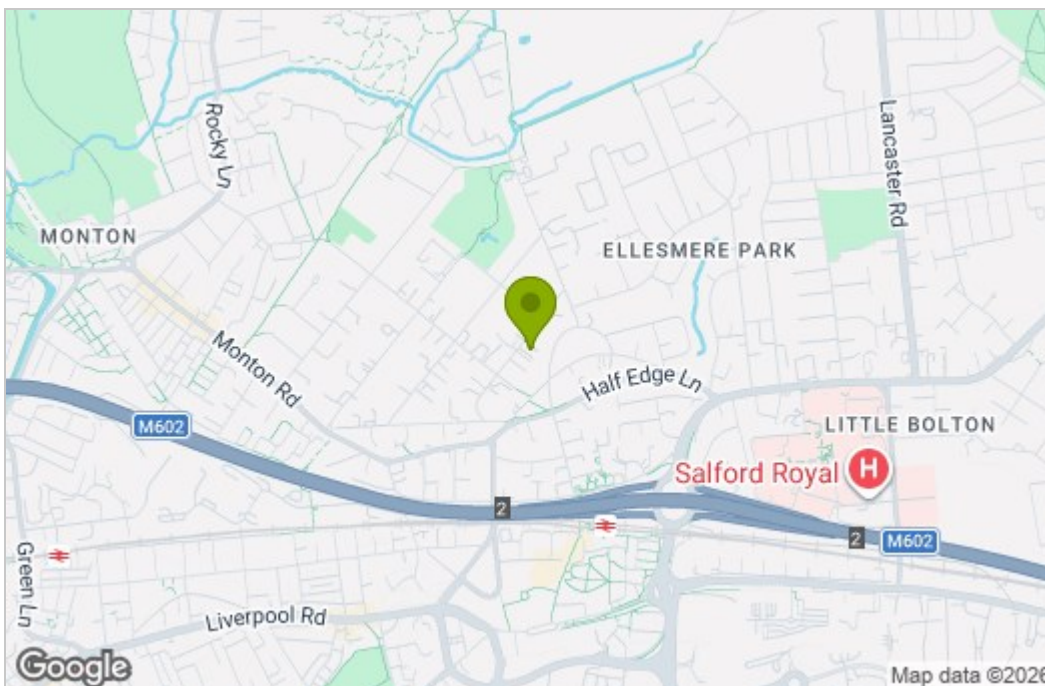 Rocky Ln
Lancaster Rd
MONTON
ELLESMERE PARK
Monton Rd
Half Edge Ln
M602
LITTLE BOLTON
Salford Royal
H
2
2
M602
Green Ln
Liverpool Rd
Google
Map data ©2026